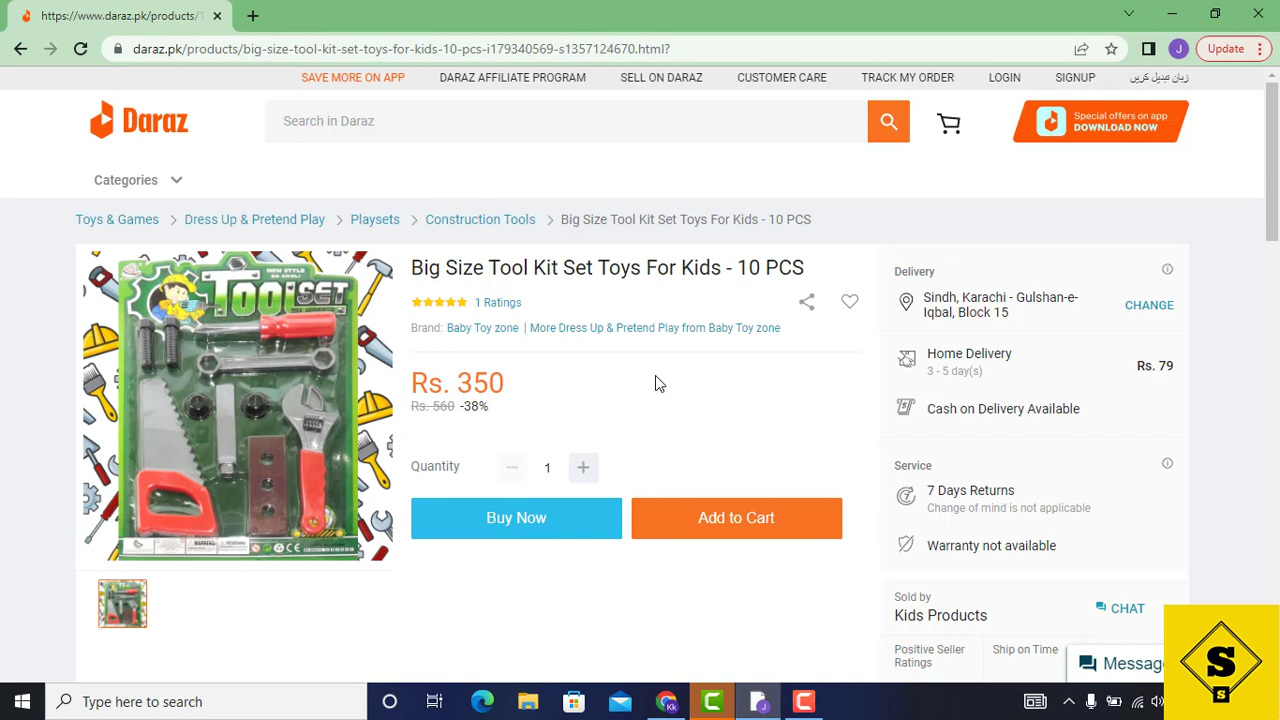 https://www.daraz.pk/products/
daraz.pk/products/big-size-tool-kit-set-toys-for-kids-10-pcs-i179340569-s1357124670.html?
J
Update
SAVE MORE ON APP
DARAZ AFFILIATE PROGRAM
SELL ON DARAZ
CUSTOMER CARE
TRACK MY ORDER
LOGIN
SIGNUP
زبان تبدیل کریں
Daraz
Search in Daraz
Special offers on app
DOWNLOAD NOW
Categories
Toys & Games
Dress Up & Pretend Play
Playsets
Construction Tools
Big Size Tool Kit Set Toys For Kids - 10 PCS
NEW STYLE
TOOL SET
Big Size Tool Kit Set Toys For Kids - 10 PCS
1 Ratings
Brand: Baby Toy zone | More Dress Up & Pretend Play from Baby Toy zone
Rs. 350
Rs. 560 -38%
Quantity
1
Buy Now
Add to Cart
Delivery
Sindh, Karachi - Gulshan-e-
Iqbal, Block 15
CHANGE
Home Delivery
3 - 5 day(s)
Rs. 79
Cash on Delivery Available
Service
7 Days Returns
Change of mind is not applicable
Warranty not available
Sold by
Kids Products
CHAT
Positive Seller
Ratings
Ship on Time
Messag
S
S
Type here to search
Kk
J